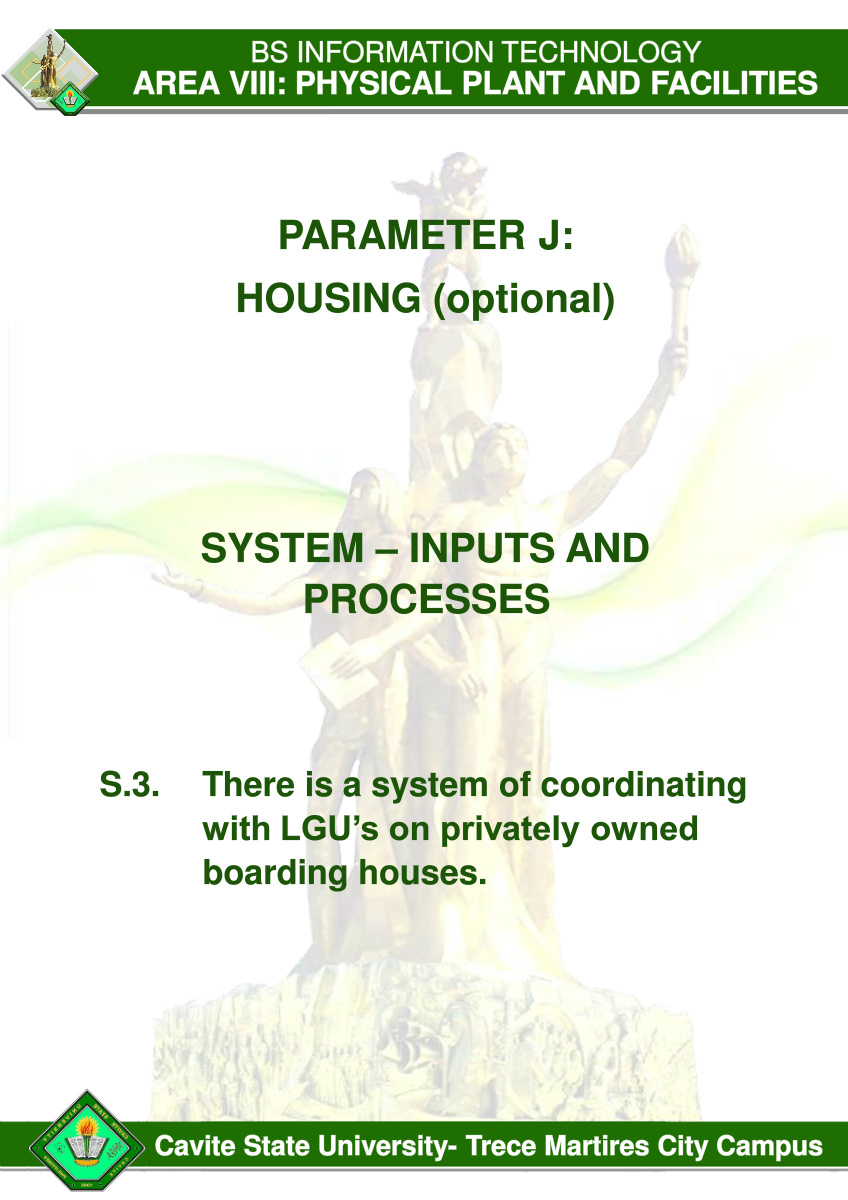 BS INFORMATION TECHNOLOGY
AREA VIII: PHYSICAL PLANT AND FACILITIES
PARAMETER J:
HOUSING (optional)
SYSTEM – INPUTS AND
PROCESSES
S.3. There is a system of coordinating
with LGU’s on privately owned
boarding houses.
Cavite State University- Trece Martires City Campus